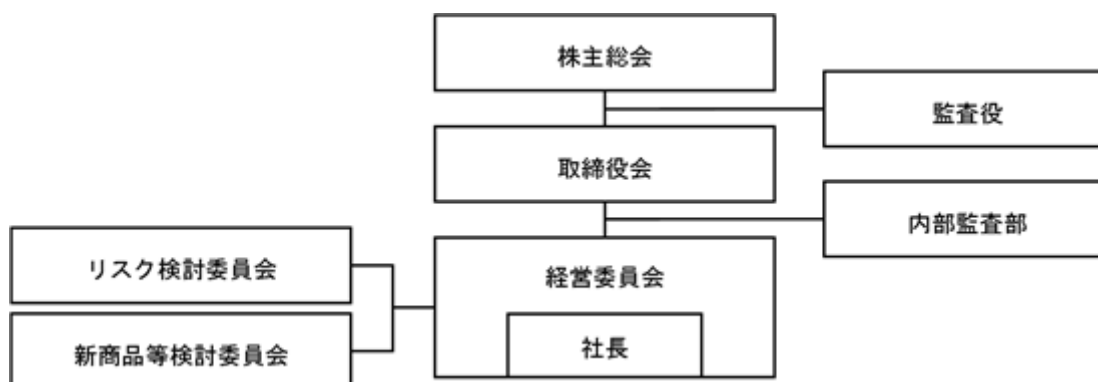 株主総会
監査役
取締役会
内部監査部
リスク検討委員会
経営委員会
新商品等検討委員会
社長